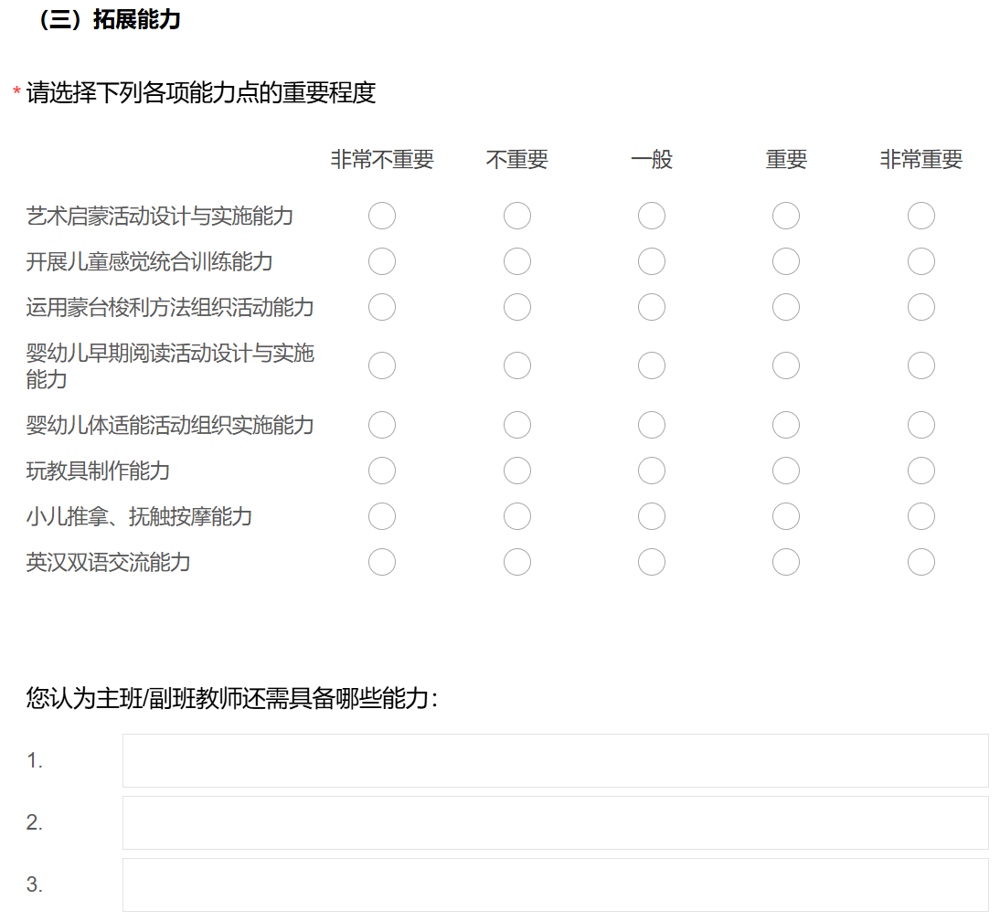 （三）拓展能力
* 请选择下列各项能力点的重要程度
非常不重要 不重要 一般 重要 非常重要
艺术启蒙活动设计与实施能力
开展儿童感觉统合训练能力
运用蒙台梭利方法组织活动能力
婴幼儿早期阅读活动设计与实施
能力
婴幼儿体适能活动组织实施能力
玩教具制作能力
小儿推拿、抚触按摩能力
英汉双语交流能力
您认为主班/副班教师还需具备哪些能力：
1.
2.
3.